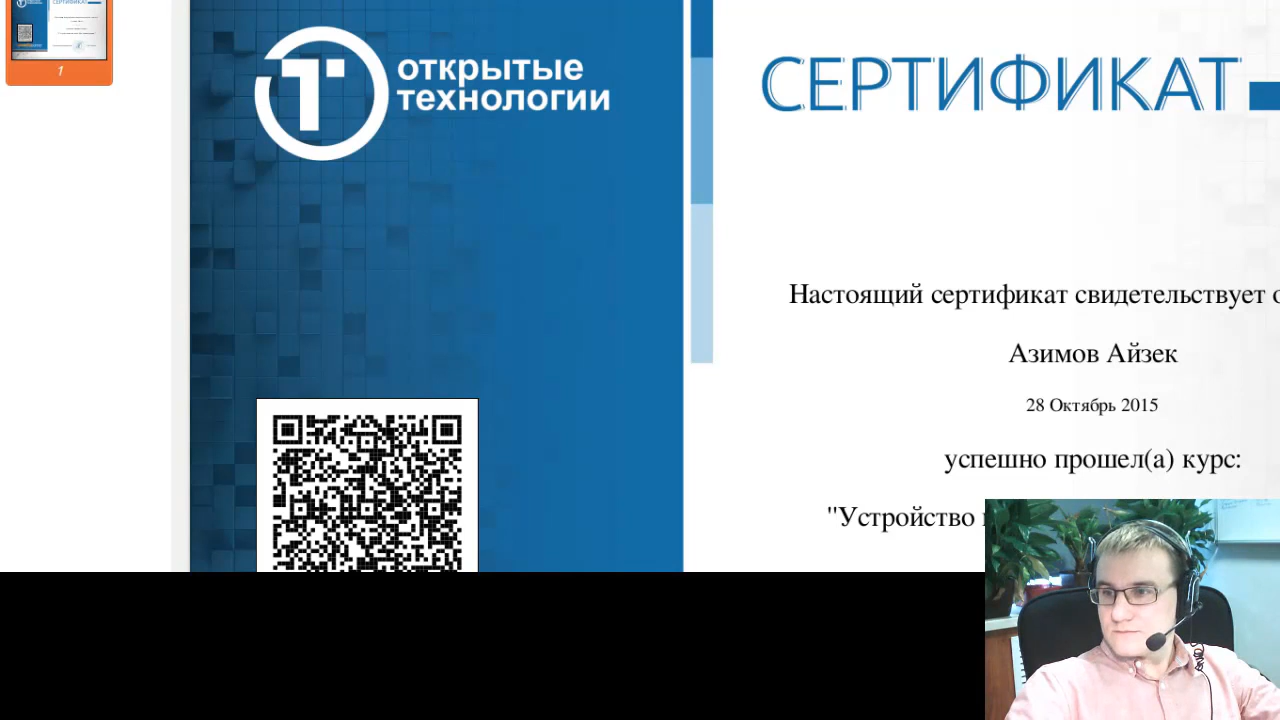 1
открытые
технологии
СЕРТИФИКАТ
Настоящий сертификат свидетельствует о
Азимов Айзек
28 Октябрь 2015
успешно прошел(а) курс:
"Устройство